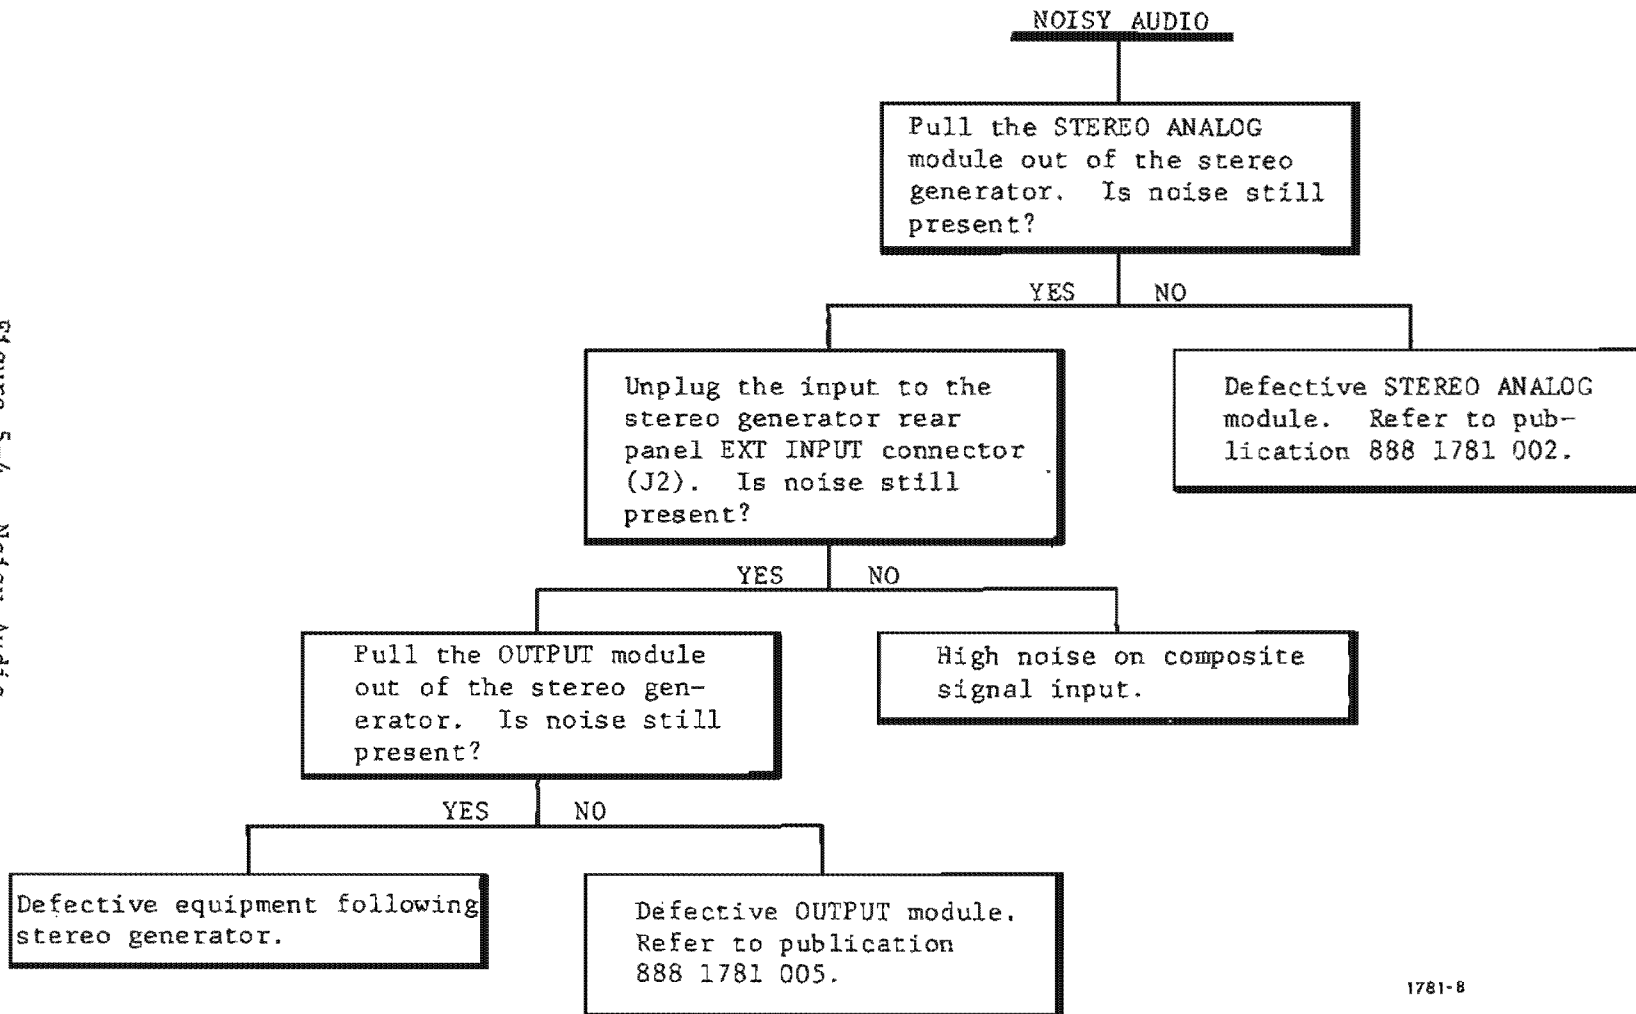 NOISY AUDIO
Pull the STEREO ANALOG
module out of the stereo
generator. Is noise still
present?
YES NO
Unplug the input to the
stereo generator rear
panel EXT INPUT connector
(J2). Is noise still
present?
Defective STEREO ANALOG
module. Refer to pub-
lication 888 1781 002.
YES NO
Pull the OUTPUT module
out of the stereo gen-
erator. Is noise still
present?
High noise on composite
signal input.
YES NO
Defective equipment following
stereo generator.
Defective OUTPUT module.
Refer to publication
888 1781 005.
1781-8